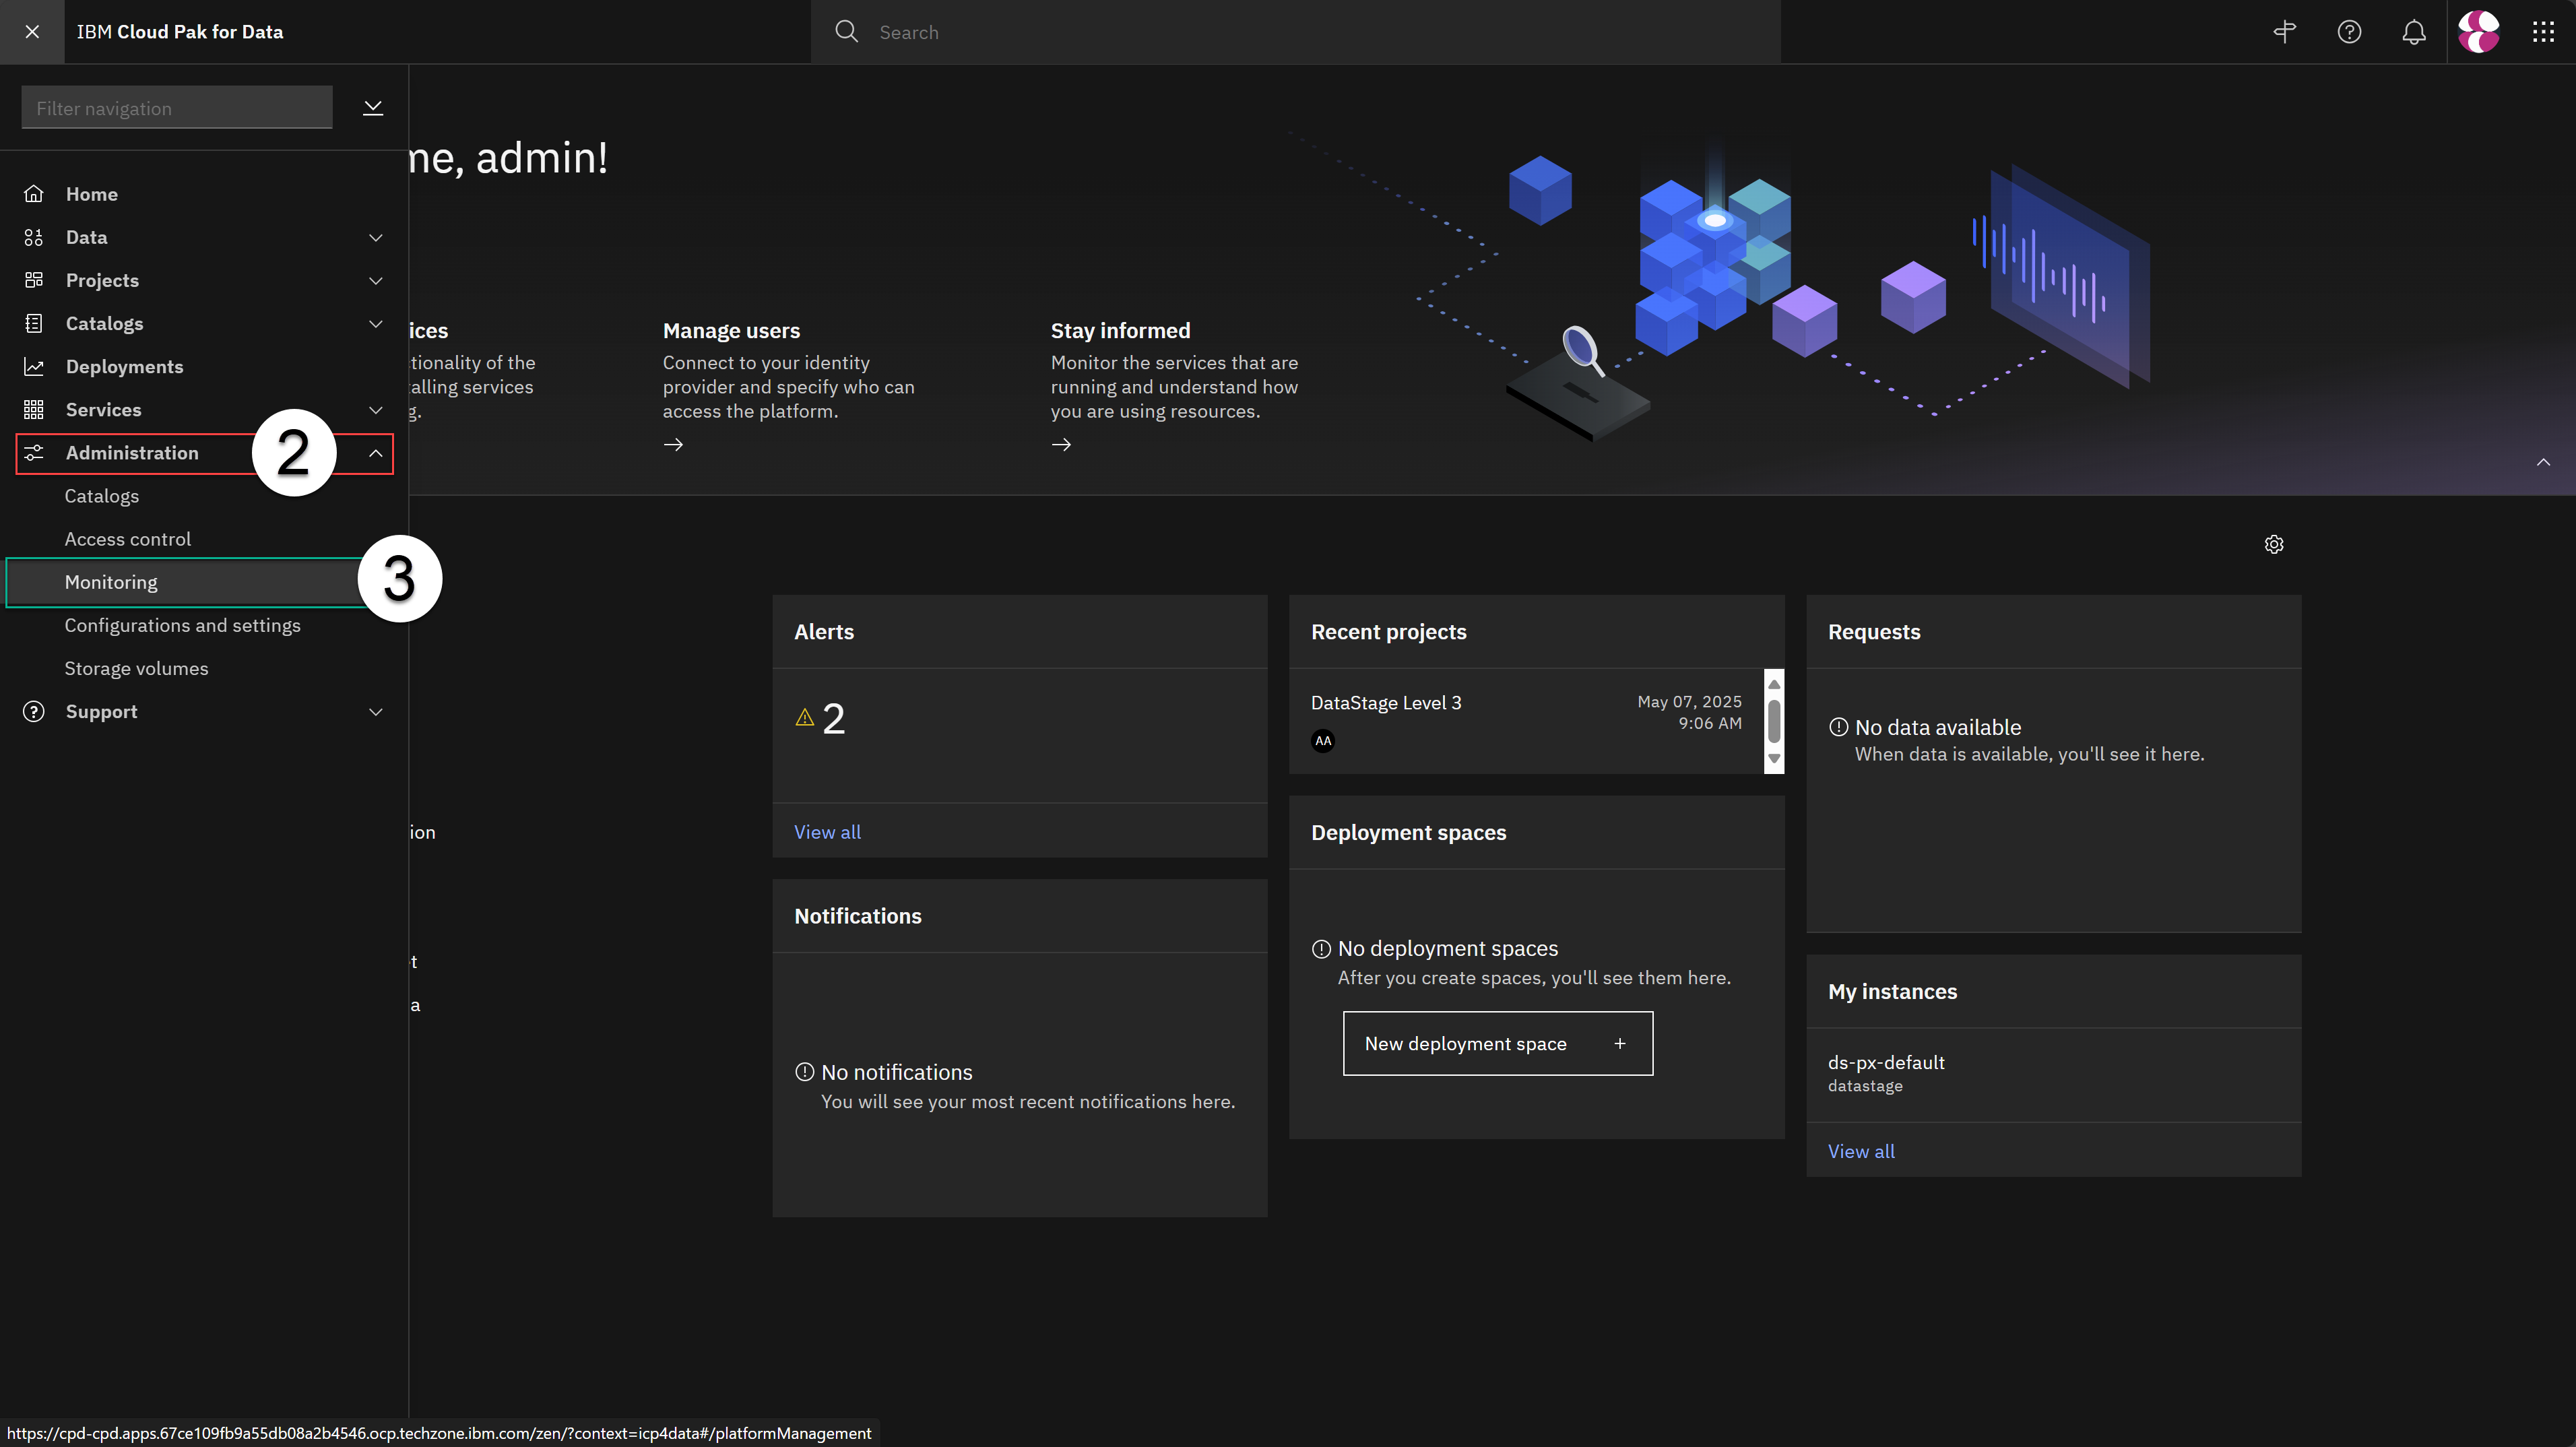 IBM Cloud Pak for Data
Search
Filter navigation
Home
Data
Projects
Catalogs
Deployments
Services
Administration
2
Catalogs
Access control
Monitoring
3
Configurations and settings
Storage volumes
Support
me, admin!
ices
tionality of the
alling services
g.
Manage users
Connect to your identity
provider and specify who can
access the platform.
Stay informed
Monitor the services that are
running and understand how
you are using resources.
ion
t
a
Alerts
2
View all
Notifications
No notifications
You will see your most recent notifications here.
Recent projects
DataStage Level 3
May 07, 2025
9:06 AM
AA
Deployment spaces
No deployment spaces
After you create spaces, you'll see them here.
New deployment space +
Requests
No data available
When data is available, you'll see it here.
My instances
ds-px-default
datastage
View all
https://cpd-cpd.apps.67ce109fb9a55db08a2b4546.ocp.techzone.ibm.com/zen/?context=icp4data#/platformManagement